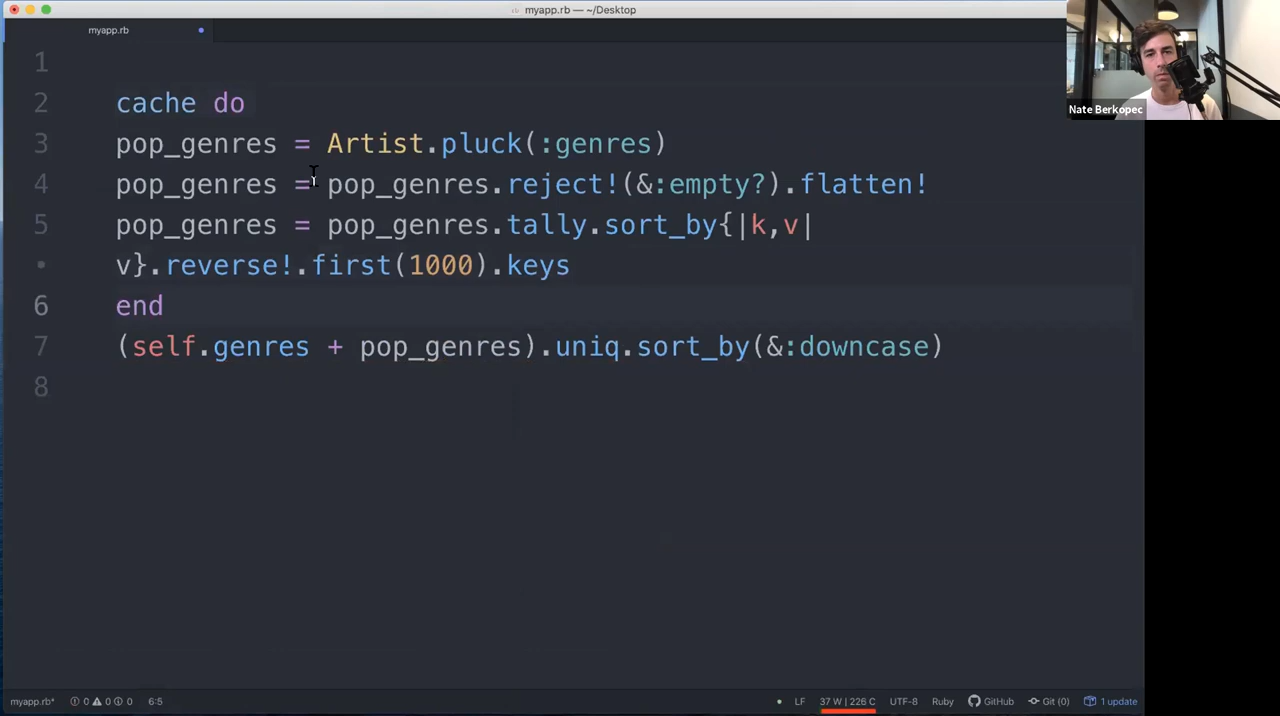 myapp.rb — ~/Desktop
myapp.rb
Nate Berkopec
1
2 cache do
3 pop_genres = Artist.pluck(:genres)
4 pop_genres = pop_genres.reject!(&:empty?).flatten!
5 pop_genres = pop_genres.tally.sort_by{|k,v|
• v}.reverse!.first(1000).keys
6 end
7 (self.genres + pop_genres).uniq.sort_by(&:downcase)
8
myapp.rb* 0 0 0 6:5 LF 37 W | 226 C UTF-8 Ruby GitHub Git (0) 1 update